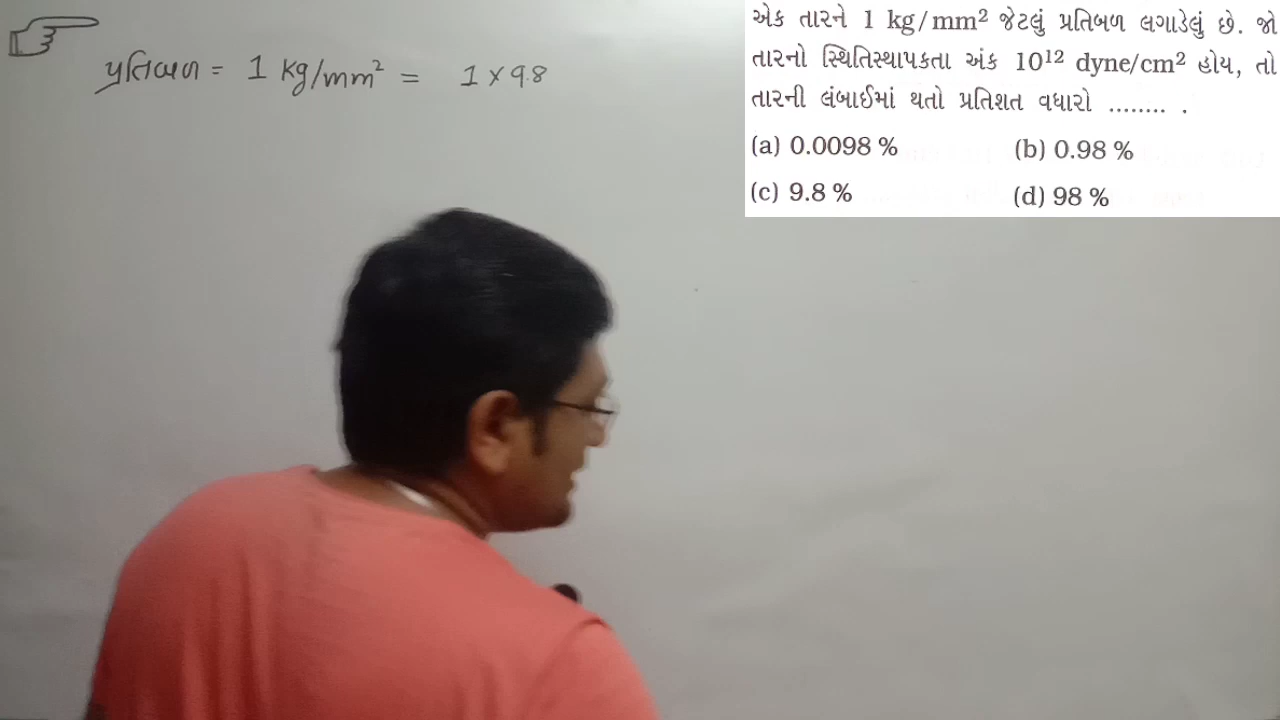 પ્રતિબળ = 1 kg/mm² = 1 × 9.8
એક તારને 1 kg/mm² જેટલું પ્રતિબળ લગાડેલું છે. જો
તારનો સ્થિતિસ્થાપકતા અંક 10¹² dyne/cm² હોય, તો
તારની લંબાઈમાં થતો પ્રતિશત વધારો ........ .
(a) 0.0098 % (b) 0.98 %
(c) 9.8 % (d) 98 %